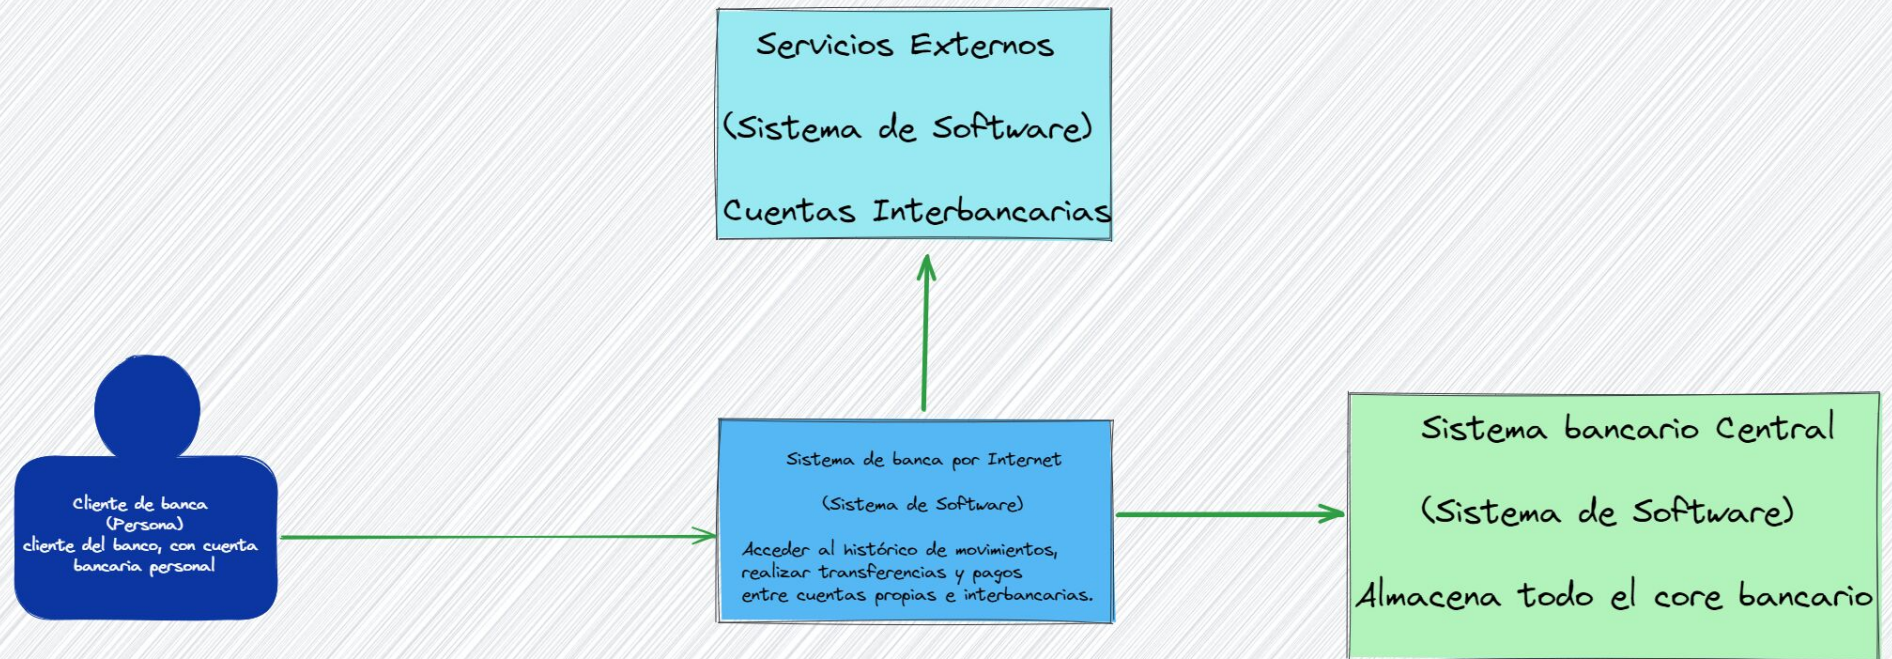 Servicios Externos
(Sistema de Software)
Cuentas Interbancarias
Cliente de banca
(Persona)
cliente del banco, con cuenta
bancaria personal
Sistema de banca por Internet
(Sistema de Software)
Acceder al histórico de movimientos,
realizar transferencias y pagos
entre cuentas propias e interbancarias.
Sistema bancario Central
(Sistema de Software)
Almacena todo el core bancario